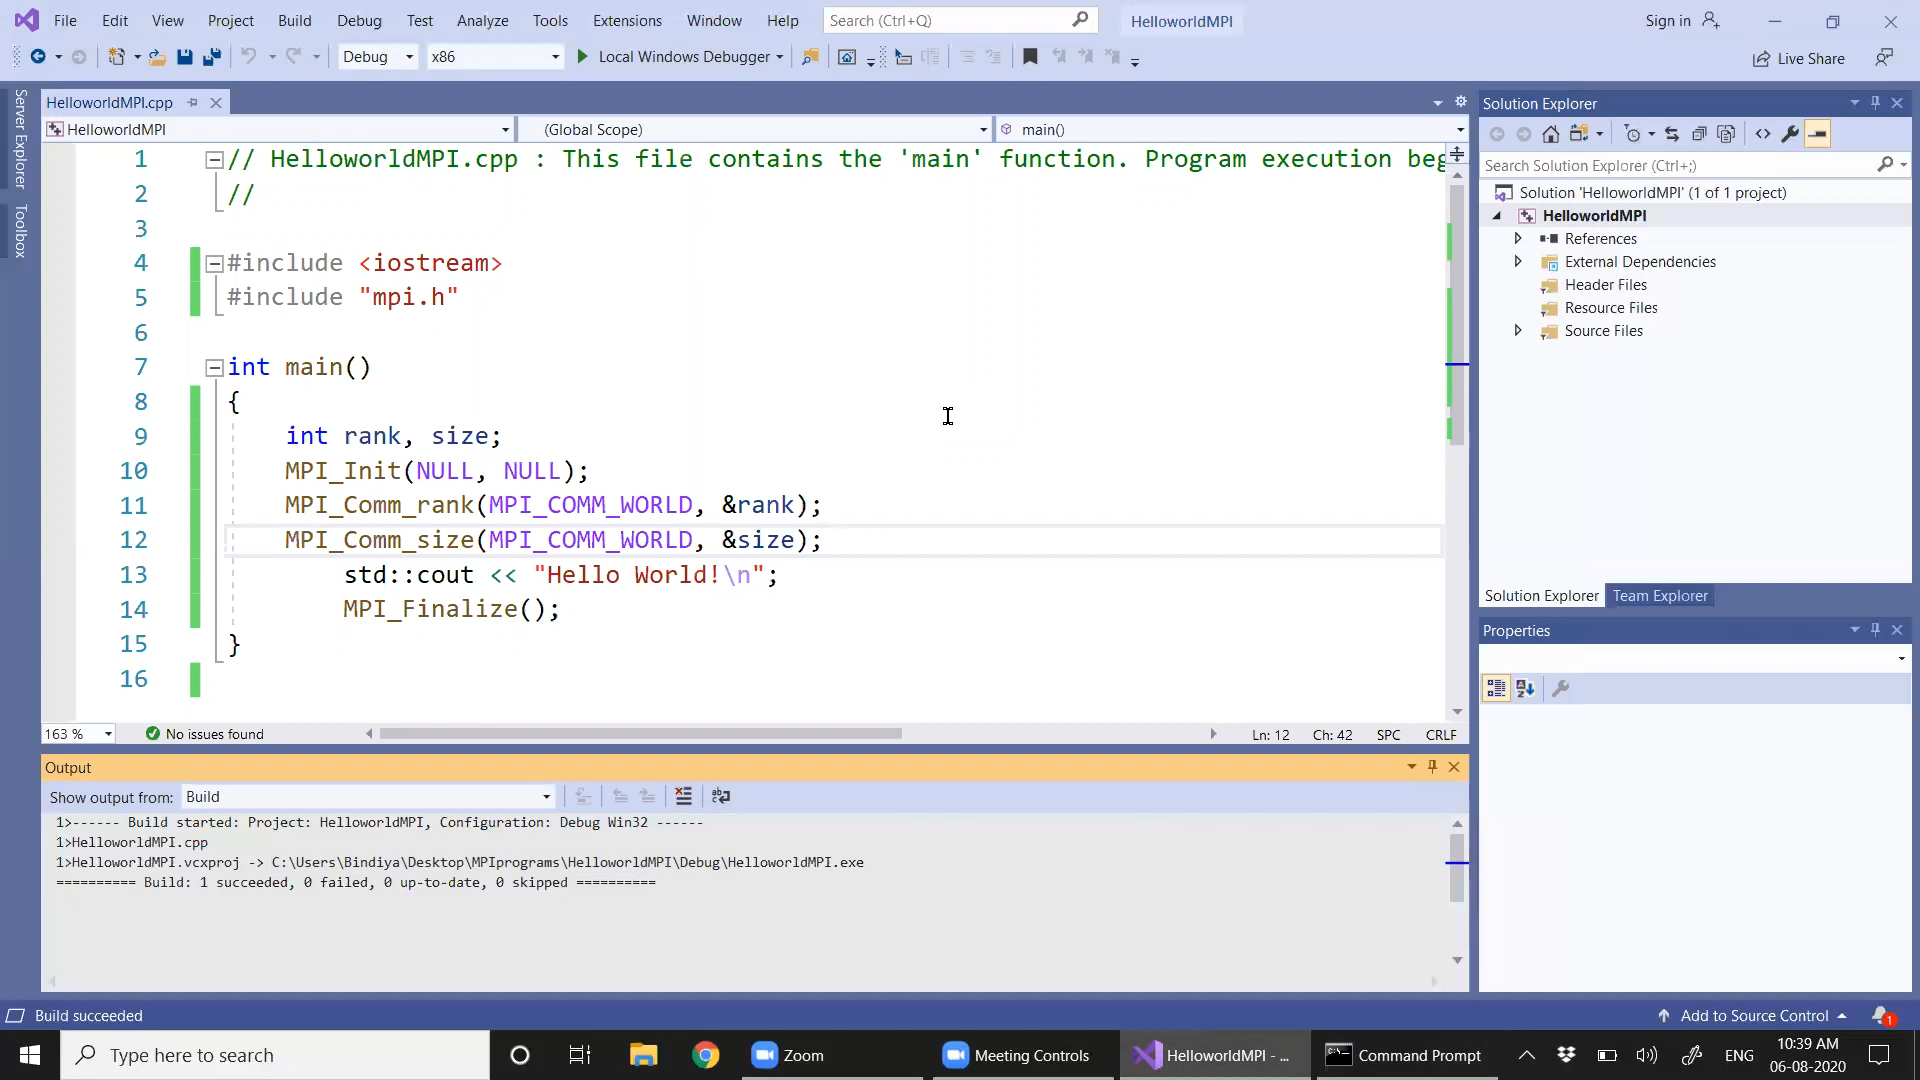 File Edit View Project Build Debug Test Analyze Tools Extensions Window Help Search (Ctrl+Q) HelloworldMPI Sign in
Debug x86 Local Windows Debugger Live Share
Server Explorer
Toolbox
HelloworldMPI.cpp
HelloworldMPI (Global Scope) main()
1 // HelloworldMPI.cpp : This file contains the 'main' function. Program execution beg
2 //
3
4 #include <iostream>
5 #include "mpi.h"
6
7 int main()
8 {
9 int rank, size;
10 MPI_Init(NULL, NULL);
11 MPI_Comm_rank(MPI_COMM_WORLD, &rank);
12 MPI_Comm_size(MPI_COMM_WORLD, &size);
13 std::cout << "Hello World!\n";
14 MPI_Finalize();
15 }
16
163 % No issues found Ln: 12 Ch: 42 SPC CRLF
Output
Show output from: Build
1>------ Build started: Project: HelloworldMPI, Configuration: Debug Win32 ------
1>HelloworldMPI.cpp
1>HelloworldMPI.vcxproj -> C:\Users\Bindiya\Desktop\MPIprograms\HelloworldMPI\Debug\HelloworldMPI.exe
========== Build: 1 succeeded, 0 failed, 0 up-to-date, 0 skipped ==========
Solution Explorer
Search Solution Explorer (Ctrl+;)
Solution 'HelloworldMPI' (1 of 1 project)
HelloworldMPI
References
External Dependencies
Header Files
Resource Files
Source Files
Solution Explorer Team Explorer
Properties
Build succeeded Add to Source Control 1
Type here to search Zoom Meeting Controls HelloworldMPI - ... Command Prompt ENG 10:39 AM
06-08-2020